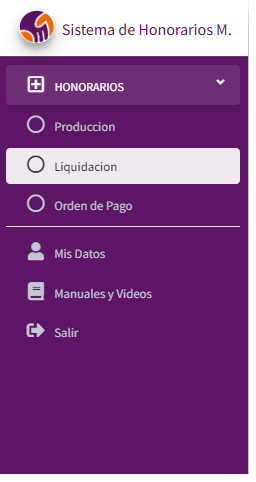 Sistema de Honorarios M.
HONORARIOS
Produccion
Liquidacion
Orden de Pago
Mis Datos
Manuales y Videos
Salir